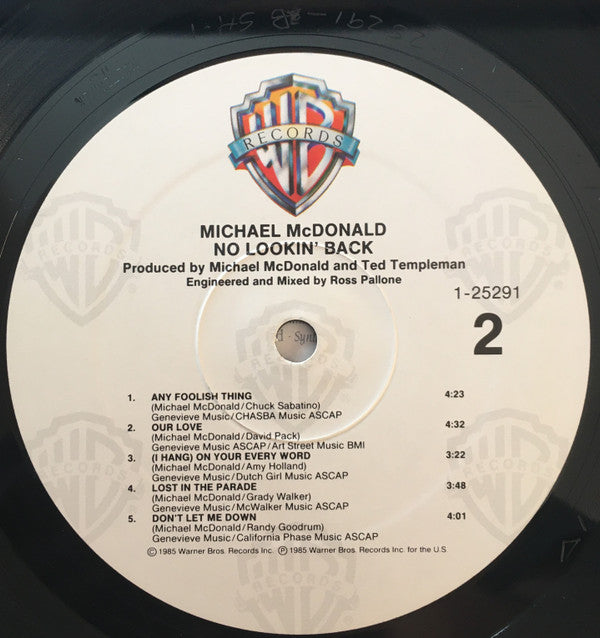 25291-B SH-1
WB
RECORDS
MICHAEL McDONALD
NO LOOKIN' BACK
Produced by Michael McDonald and Ted Templeman
Engineered and Mixed by Ross Pallone
1-25291
2
1. ANY FOOLISH THING 4:23
(Michael McDonald/Chuck Sabatino)
Genevieve Music/CHASBA Music ASCAP
2. OUR LOVE 4:32
(Michael McDonald/David Pack)
Genevieve Music ASCAP/Art Street Music BMI
3. (I HANG) ON YOUR EVERY WORD 3:22
(Michael McDonald/Amy Holland)
Genevieve Music/Dutch Girl Music ASCAP
4. LOST IN THE PARADE 3:48
(Michael McDonald/Grady Walker)
Genevieve Music/McWalker Music ASCAP
5. DON'T LET ME DOWN 4:01
(Michael McDonald/Randy Goodrum)
Genevieve Music/California Phase Music ASCAP
© 1985 Warner Bros. Records Inc. ℗ 1985 Warner Bros. Records Inc. for the U.S.